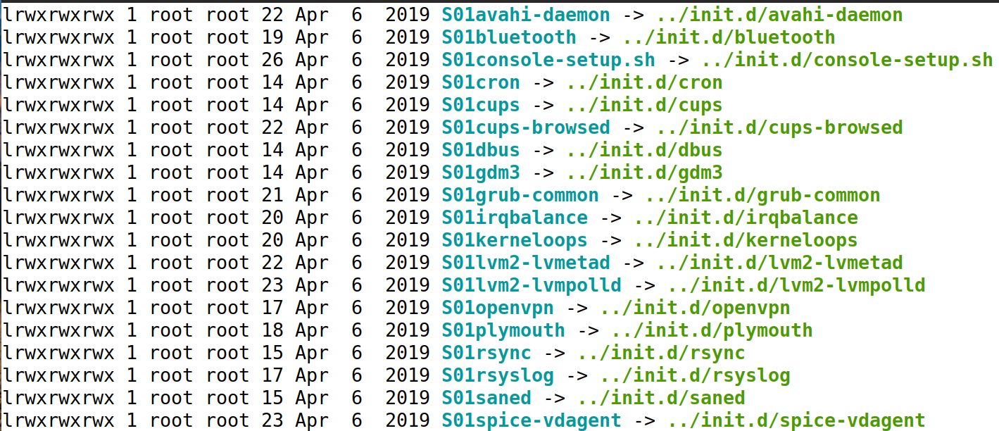 lrwxrwxrwx 1 root root 22 Apr  6  2019 S01avahi-daemon -> ../init.d/avahi-daemon
lrwxrwxrwx 1 root root 19 Apr  6  2019 S01bluetooth -> ../init.d/bluetooth
lrwxrwxrwx 1 root root 26 Apr  6  2019 S01console-setup.sh -> ../init.d/console-setup.sh
lrwxrwxrwx 1 root root 14 Apr  6  2019 S01cron -> ../init.d/cron
lrwxrwxrwx 1 root root 14 Apr  6  2019 S01cups -> ../init.d/cups
lrwxrwxrwx 1 root root 22 Apr  6  2019 S01cups-browsed -> ../init.d/cups-browsed
lrwxrwxrwx 1 root root 14 Apr  6  2019 S01dbus -> ../init.d/dbus
lrwxrwxrwx 1 root root 14 Apr  6  2019 S01gdm3 -> ../init.d/gdm3
lrwxrwxrwx 1 root root 21 Apr  6  2019 S01grub-common -> ../init.d/grub-common
lrwxrwxrwx 1 root root 20 Apr  6  2019 S01irqbalance -> ../init.d/irqbalance
lrwxrwxrwx 1 root root 20 Apr  6  2019 S01kerneloops -> ../init.d/kerneloops
lrwxrwxrwx 1 root root 22 Apr  6  2019 S01lvm2-lvmetad -> ../init.d/lvm2-lvmetad
lrwxrwxrwx 1 root root 23 Apr  6  2019 S01lvm2-lvmpolld -> ../init.d/lvm2-lvmpolld
lrwxrwxrwx 1 root root 17 Apr  6  2019 S01openvpn -> ../init.d/openvpn
lrwxrwxrwx 1 root root 18 Apr  6  2019 S01plymouth -> ../init.d/plymouth
lrwxrwxrwx 1 root root 15 Apr  6  2019 S01rsync -> ../init.d/rsync
lrwxrwxrwx 1 root root 17 Apr  6  2019 S01rsyslog -> ../init.d/rsyslog
lrwxrwxrwx 1 root root 15 Apr  6  2019 S01saned -> ../init.d/saned
lrwxrwxrwx 1 root root 23 Apr  6  2019 S01spice-vdagent -> ../init.d/spice-vdagent